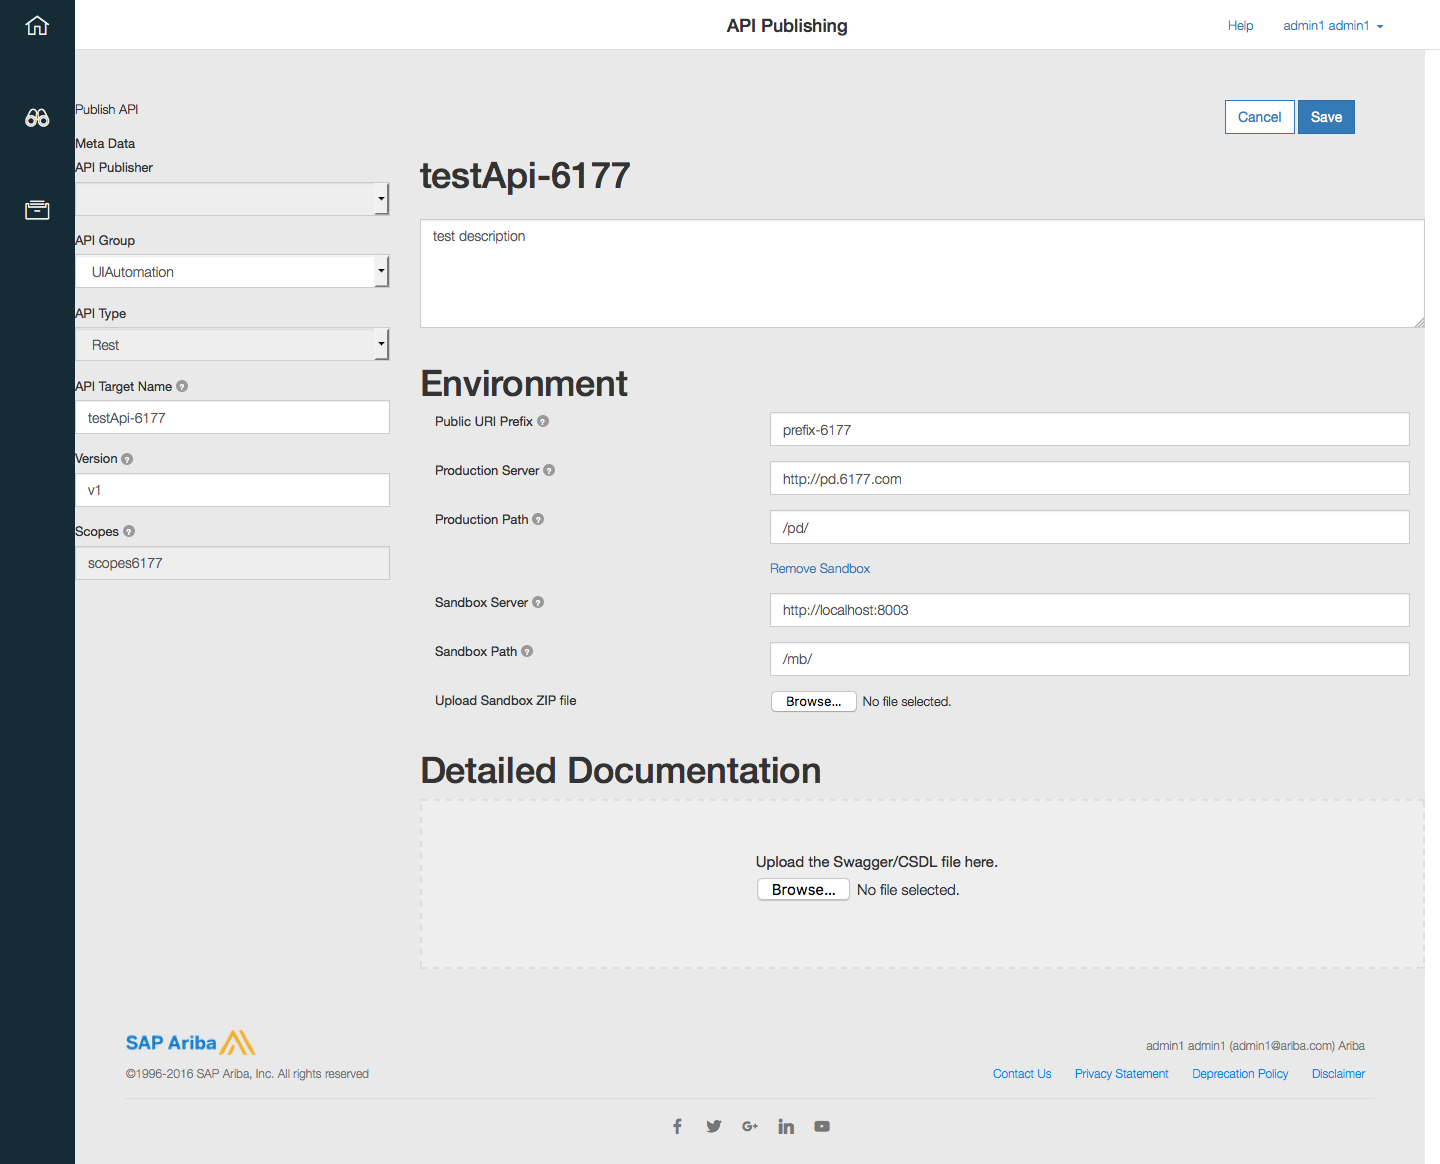 API Publishing
Help
admin1 admin1
Publish API
Cancel
Save
Meta Data
API Publisher
API Group
UIAutomation
API Type
Rest
API Target Name
testApi-6177
Version
v1
Scopes
scopes6177
testApi-6177
test description
Environment
Public URI Prefix
prefix-6177
Production Server
http://pd.6177.com
Production Path
/pd/
Remove Sandbox
Sandbox Server
http://localhost:8003
Sandbox Path
/mb/
Upload Sandbox ZIP file
Browse... No file selected.
Detailed Documentation
Upload the Swagger/CSDL file here.
Browse... No file selected.
SAP Ariba
©1996-2016 SAP Ariba, Inc. All rights reserved
admin1 admin1 (admin1@ariba.com) Ariba
Contact Us Privacy Statement Deprecation Policy Disclaimer